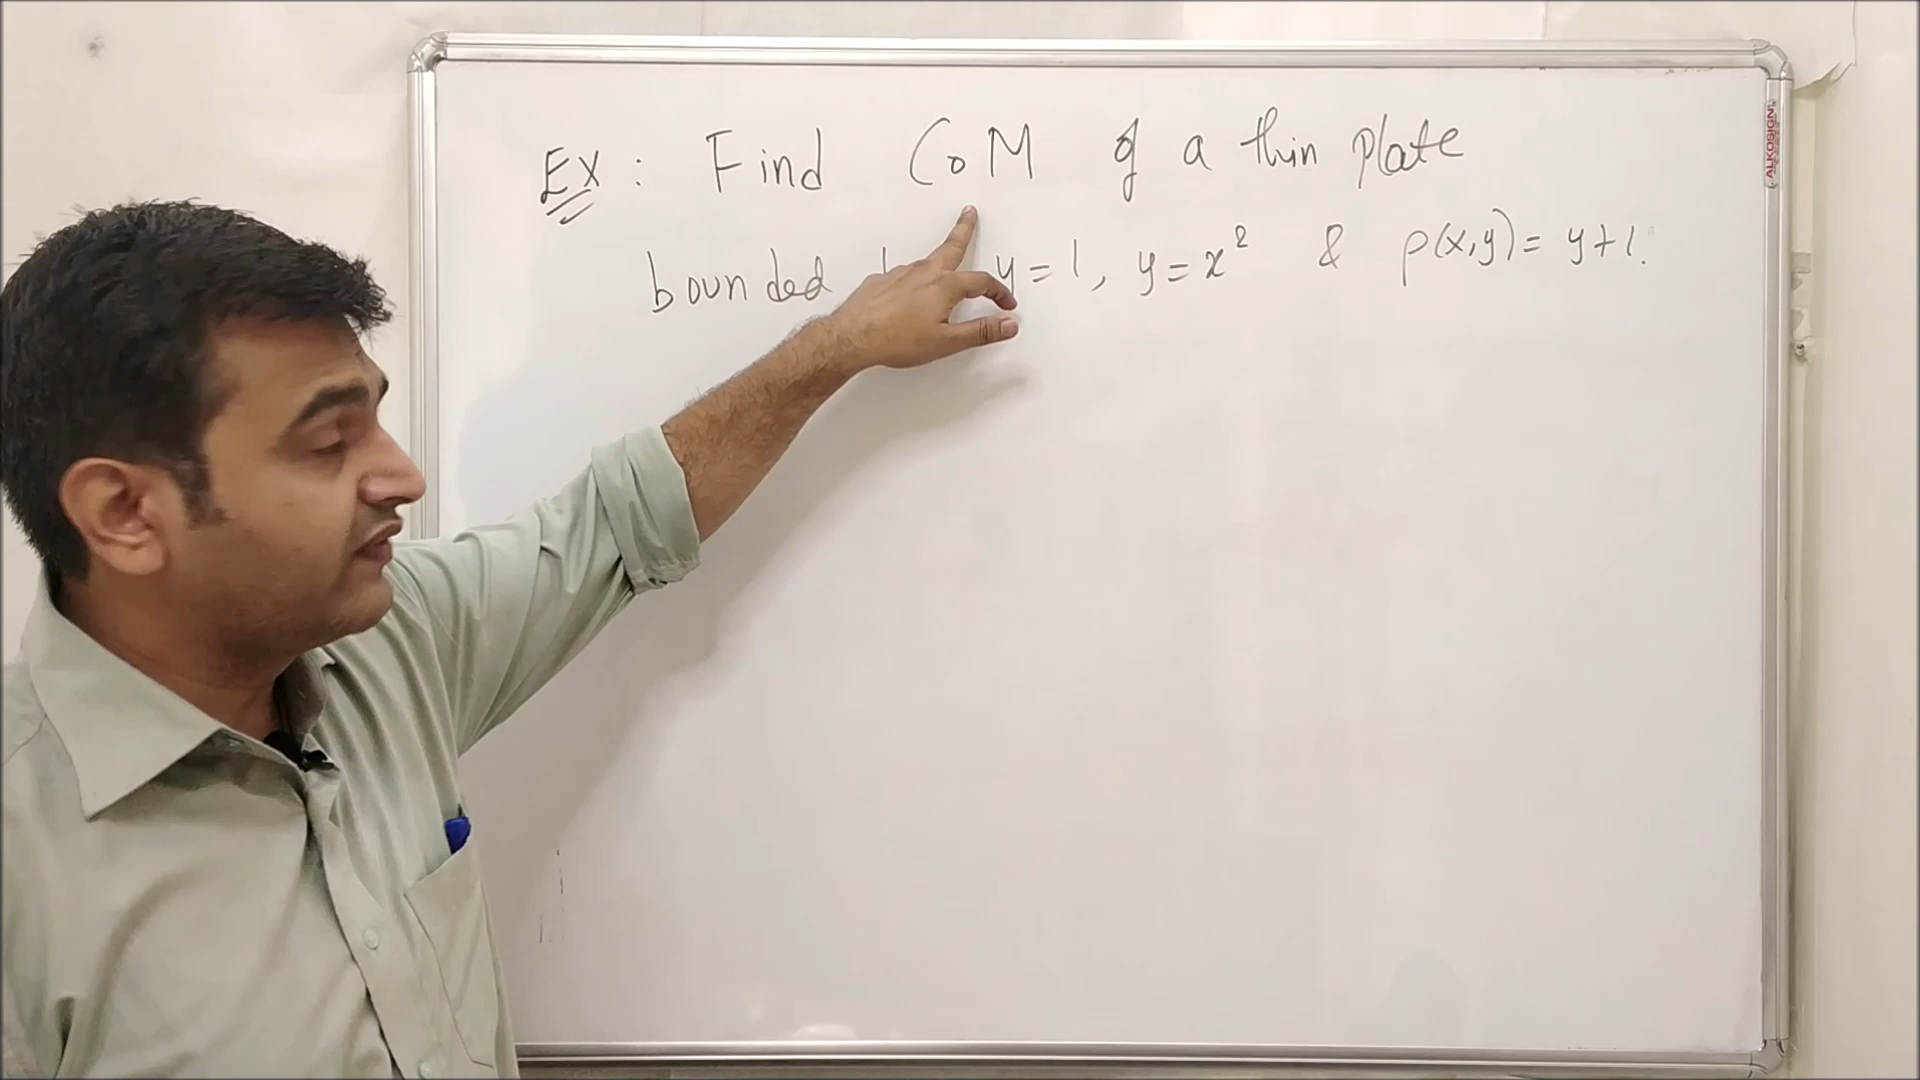 Ex : Find CoM of a thin plate
bounded y = 1, y = x² & ρ(x,y) = y+1.
ALKOSIGN